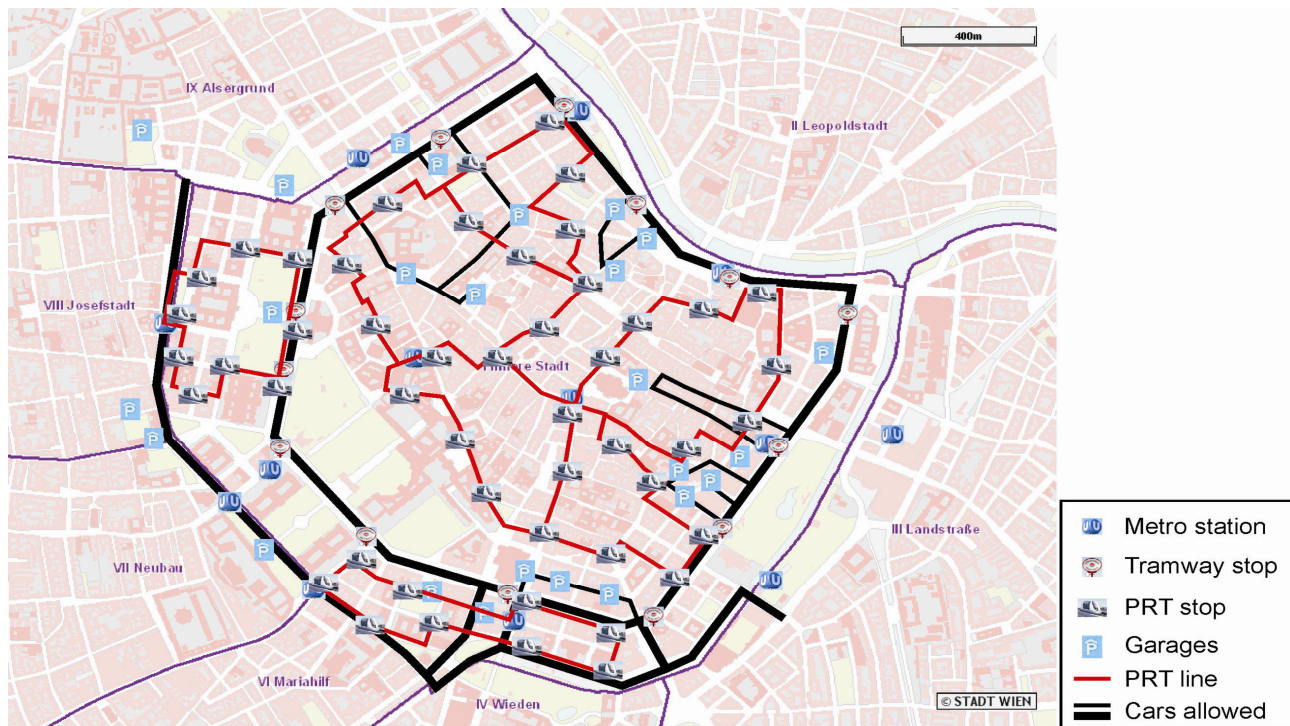 400m
IX Alsergrund
II Leopoldstadt
VIII Josefstadt
Innere Stadt
III Landstraße
VII Neubau
VI Mariahilf
IV Wieden
© STADT WIEN
Metro station
Tramway stop
PRT stop
Garages
PRT line
Cars allowed